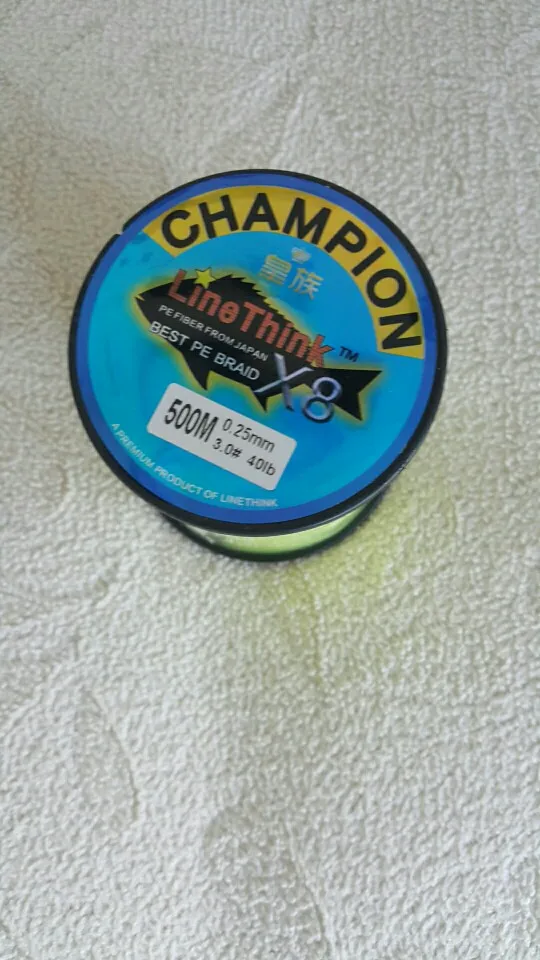 CHAMPION
皇族
LineThink™
PE FIBER FROM JAPAN
BEST PE BRAID X8
500M 0.25mm
3.0# 40lb
A PREMIUM PRODUCT OF LINETHINK